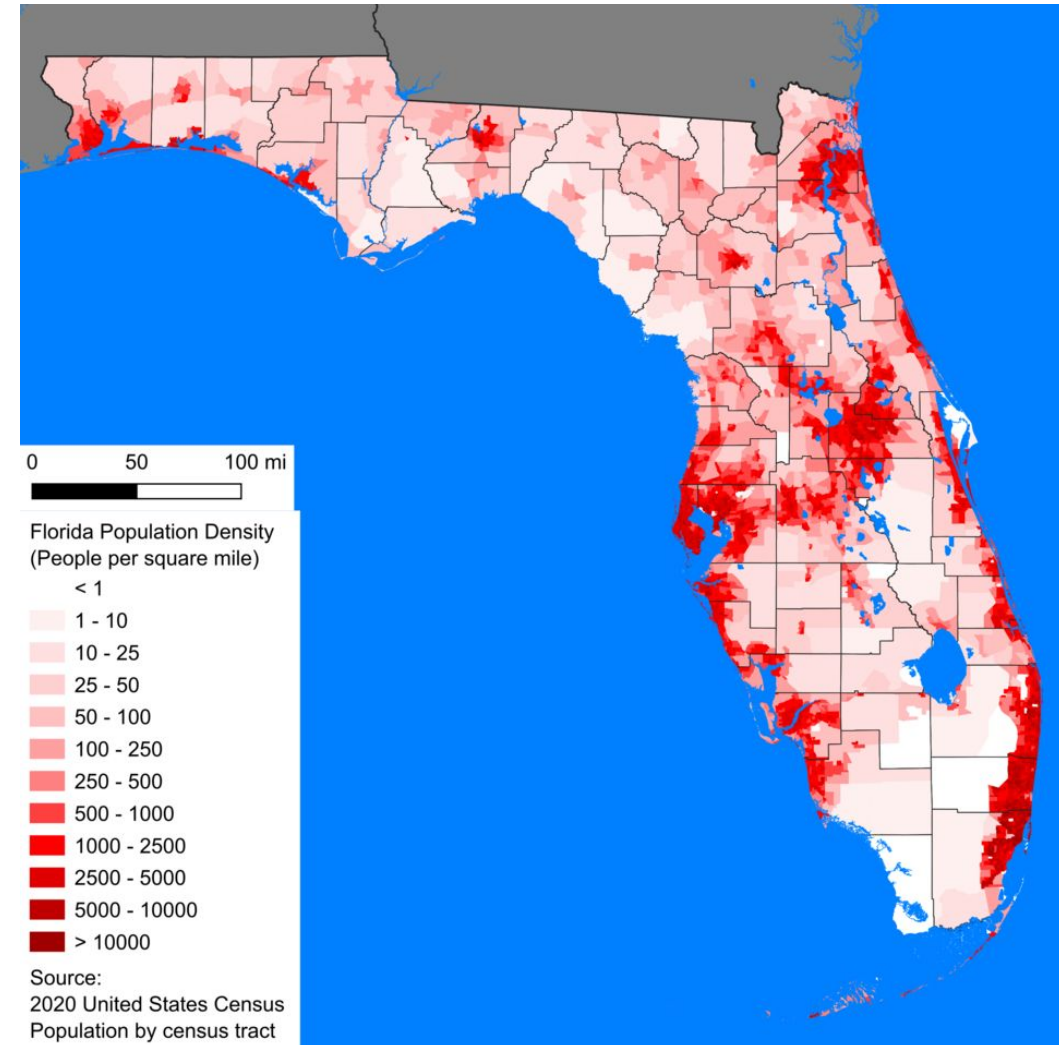 0 50 100 mi
Florida Population Density
(People per square mile)
< 1
1 - 10
10 - 25
25 - 50
50 - 100
100 - 250
250 - 500
500 - 1000
1000 - 2500
2500 - 5000
5000 - 10000
> 10000
Source:
2020 United States Census
Population by census tract